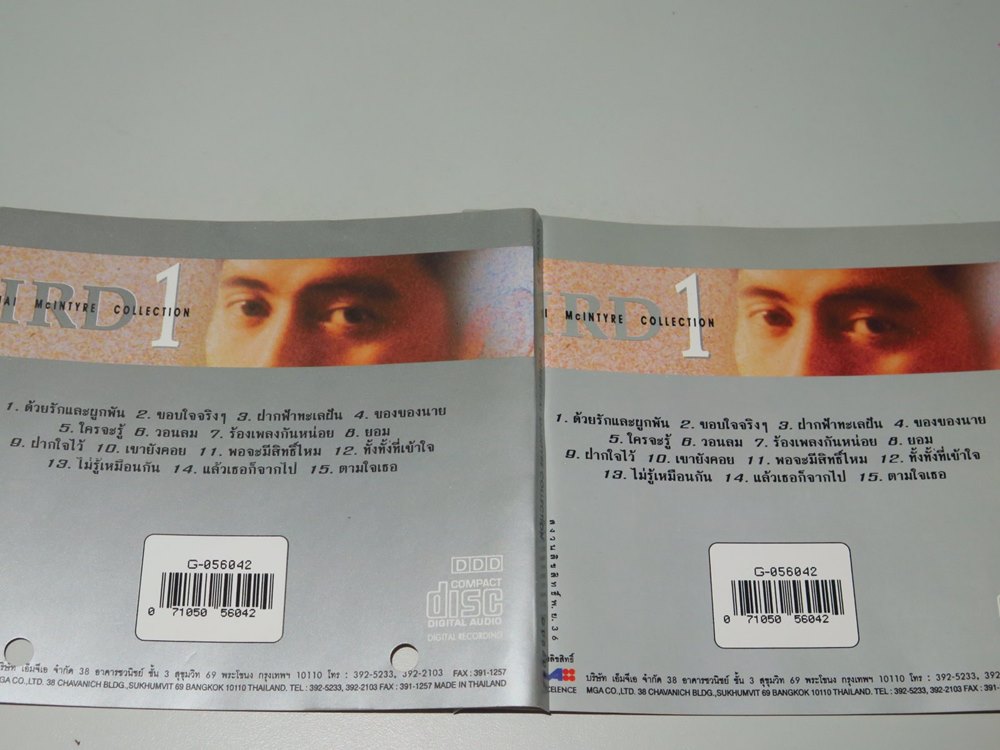 IRD 1
McINTYRE COLLECTION
1. ด้วยรักและผูกพัน 2. ขอบใจจริงๆ 3. ฝากฟ้าทะเลฝัน 4. ของของนาย
5. ใครจะรู้ 6. วอนลม 7. ร้องเพลงกันหน่อย 8. ยอม
9. ฝากใจไว้ 10. เขายังคอย 11. พอจะมีสิทธิ์ไหม 12. ทั้งทั้งที่เข้าใจ
13. ไม่รู้เหมือนกัน 14. แล้วเธอก็จากไป 15. ตามใจเธอ
G-056042
0 71050 56042
DDD
COMPACT
disc
DIGITAL AUDIO
DIGITAL RECORDING
บริษัท เอ็มจีเอ จำกัด 38 อาคารชวนิชย์ ชั้น 3 สุขุมวิท 69 พระโขนง กรุงเทพฯ 10110 โทร : 392-5233, 392-2103 FAX : 391-1257
MGA CO.,LTD. 38 CHAVANICH BLDG.,SUKHUMVIT 69 BANGKOK 10110 THAILAND. TEL : 392-5233, 392-2103 FAX : 391-1257 MADE IN THAILAND
IRD 1
McINTYRE COLLECTION
1. ด้วยรักและผูกพัน 2. ขอบใจจริงๆ 3. ฝากฟ้าทะเลฝัน 4. ของของนาย
5. ใครจะรู้ 6. วอนลม 7. ร้องเพลงกันหน่อย 8. ยอม
9. ฝากใจไว้ 10. เขายังคอย 11. พอจะมีสิทธิ์ไหม 12. ทั้งทั้งที่เข้าใจ
13. ไม่รู้เหมือนกัน 14. แล้วเธอก็จากไป 15. ตามใจเธอ
สงวนลิขสิทธิ์ พ.ย. 36
G-056042
0 71050 56042
ลิขสิทธิ์
CELENCE
บริษัท เอ็มจีเอ จำกัด 38 อาคารชวนิชย์ ชั้น 3 สุขุมวิท 69 พระโขนง กรุงเทพฯ 10110 โทร : 392-5233, 392
MGA CO.,LTD. 38 CHAVANICH BLDG.,SUKHUMVIT 69 BANGKOK 10110 THAILAND. TEL : 392-5233, 392-2103 FAX